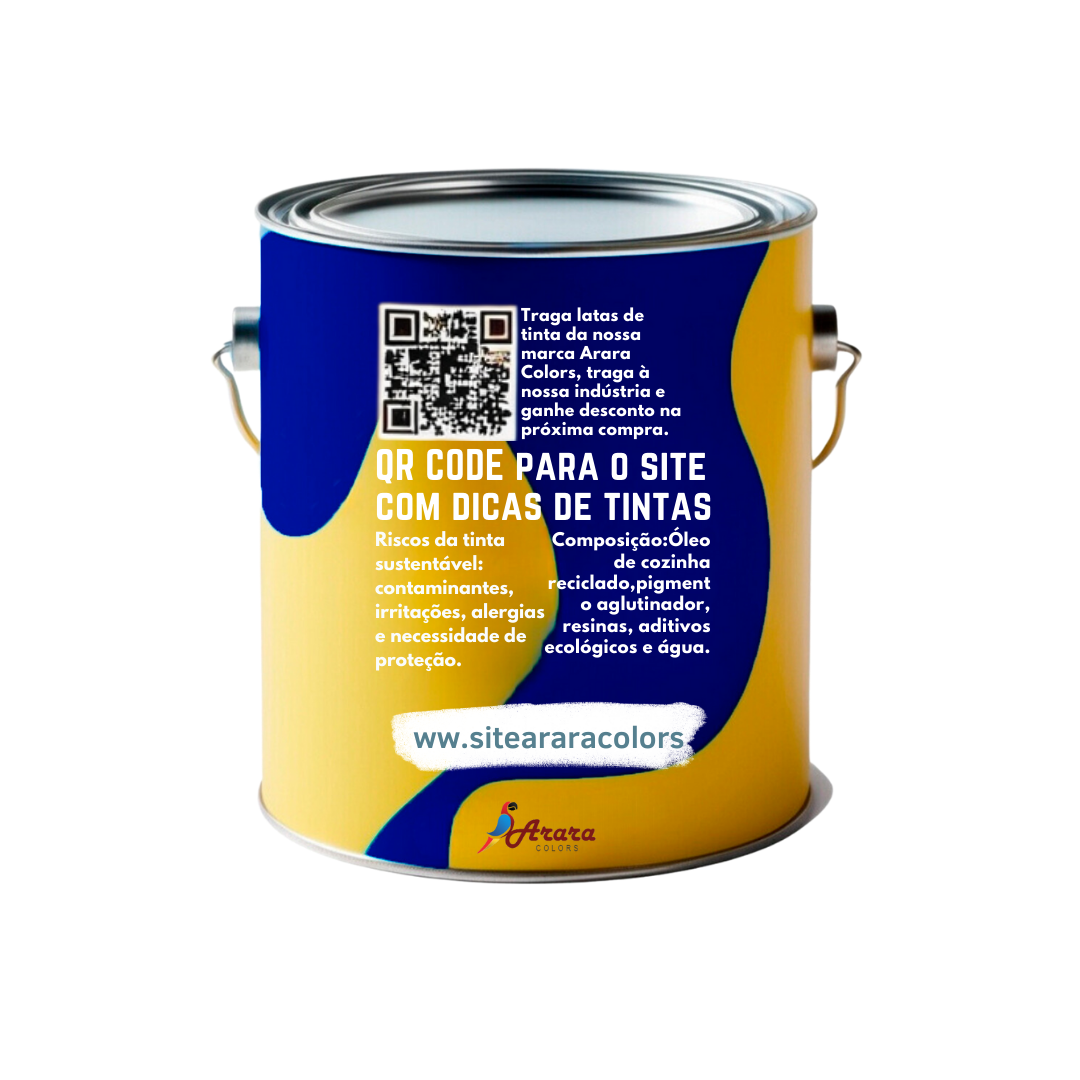 Traga latas de
tinta da nossa
marca Arara
Colors, traga à
nossa indústria e
ganhe desconto na
próxima compra.
QR CODE PARA O SITE
COM DICAS DE TINTAS
Riscos da tinta
sustentável:
contaminantes,
irritações, alergias
e necessidade de
proteção.
Composição:Óleo
de cozinha
reciclado,pigment
o aglutinador,
resinas, aditivos
ecológicos e água.
ww.sitearararacolors
Arara
COLORS